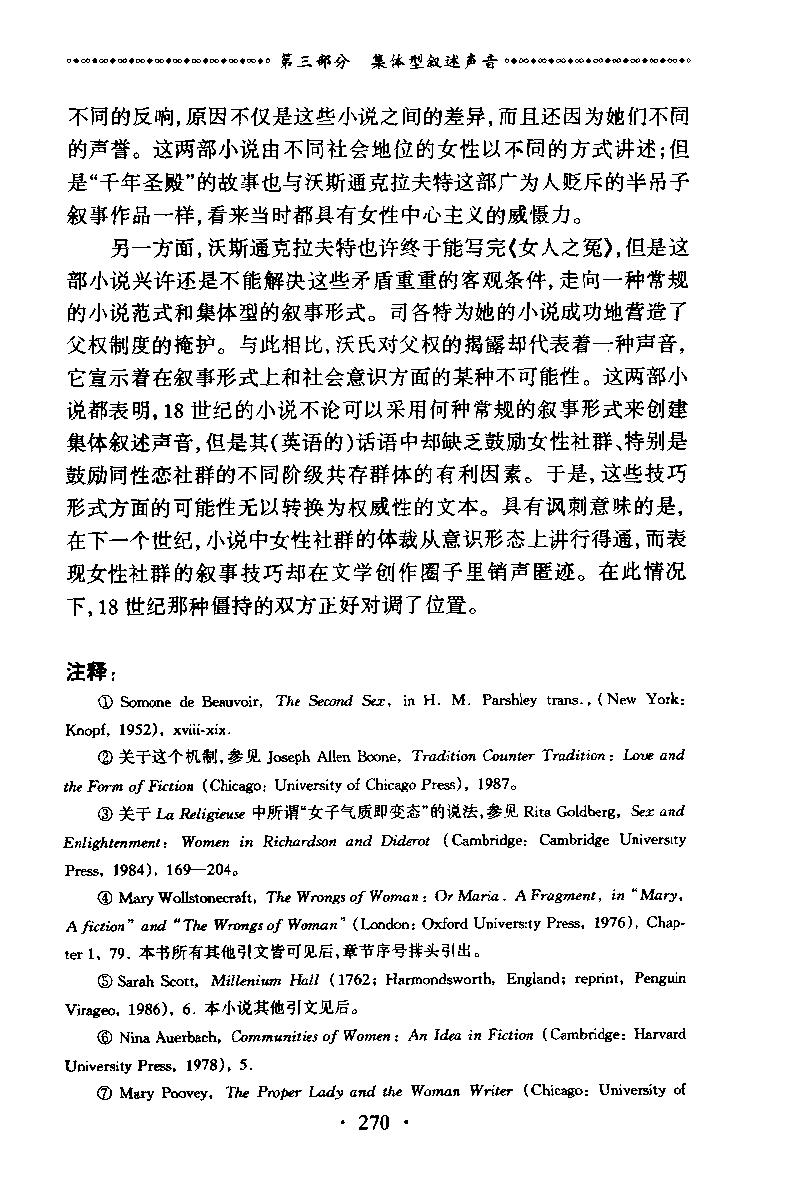 第三部分 集体型叙述声音
不同的反响,原因不仅是这些小说之间的差异,而且还因为她们不同
的声誉。这两部小说由不同社会地位的女性以不同的方式讲述;但
是“千年圣殿”的故事也与沃斯通克拉夫特这部广为人贬斥的半吊子
叙事作品一样,看来当时都具有女性中心主义的威慑力。
另一方面,沃斯通克拉夫特也许终于能写完《女人之冤》,但是这
部小说兴许还是不能解决这些矛盾重重的客观条件,走向一种常规
的小说范式和集体型的叙事形式。司各特为她的小说成功地营造了
父权制度的掩护。与此相比,沃氏对父权的揭露却代表着一种声音,
它宣示着在叙事形式上和社会意识方面的某种不可能性。这两部小
说都表明,18 世纪的小说不论可以采用何种常规的叙事形式来创建
集体叙述声音,但是其(英语的)话语中却缺乏鼓励女性社群、特别是
鼓励同性恋社群的不同阶级共存群体的有利因素。于是,这些技巧
形式方面的可能性无以转换为权威性的文本。具有讽刺意味的是,
在下一个世纪,小说中女性社群的体裁从意识形态上讲行得通,而表
现女性社群的叙事技巧却在文学创作圈子里销声匿迹。在此情况
下,18 世纪那种僵持的双方正好对调了位置。
注释:
① Somone de Beauvoir, The Second Sex, in H. M. Parshley trans., (New York:
Knopf, 1952), xviii-xix.
② 关于这个机制,参见 Joseph Allen Boone, Tradition Counter Tradition: Love and
the Form of Fiction (Chicago: University of Chicago Press), 1987。
③ 关于 La Religieuse 中所谓“女子气质即变态”的说法,参见 Rita Goldberg, Sex and
Enlightenment: Women in Richardson and Diderot (Cambridge: Cambridge University
Press, 1984), 169—204。
④ Mary Wollstonecraft, The Wrongs of Woman: Or Maria. A Fragment, in “Mary,
A fiction” and “The Wrongs of Woman” (London: Oxford University Press, 1976), Chap-
ter 1, 79. 本书所有其他引文皆可见后,章节序号抹头引出。
⑤ Sarah Scott, Millenium Hall (1762; Harmondsworth, England; reprint, Penguin
Virageo, 1986), 6. 本小说其他引文见后。
⑥ Nina Auerbach, Communities of Women: An Idea in Fiction (Cambridge: Harvard
University Press, 1978), 5.
⑦ Mary Poovey, The Proper Lady and the Woman Writer (Chicago: University of
· 270 ·